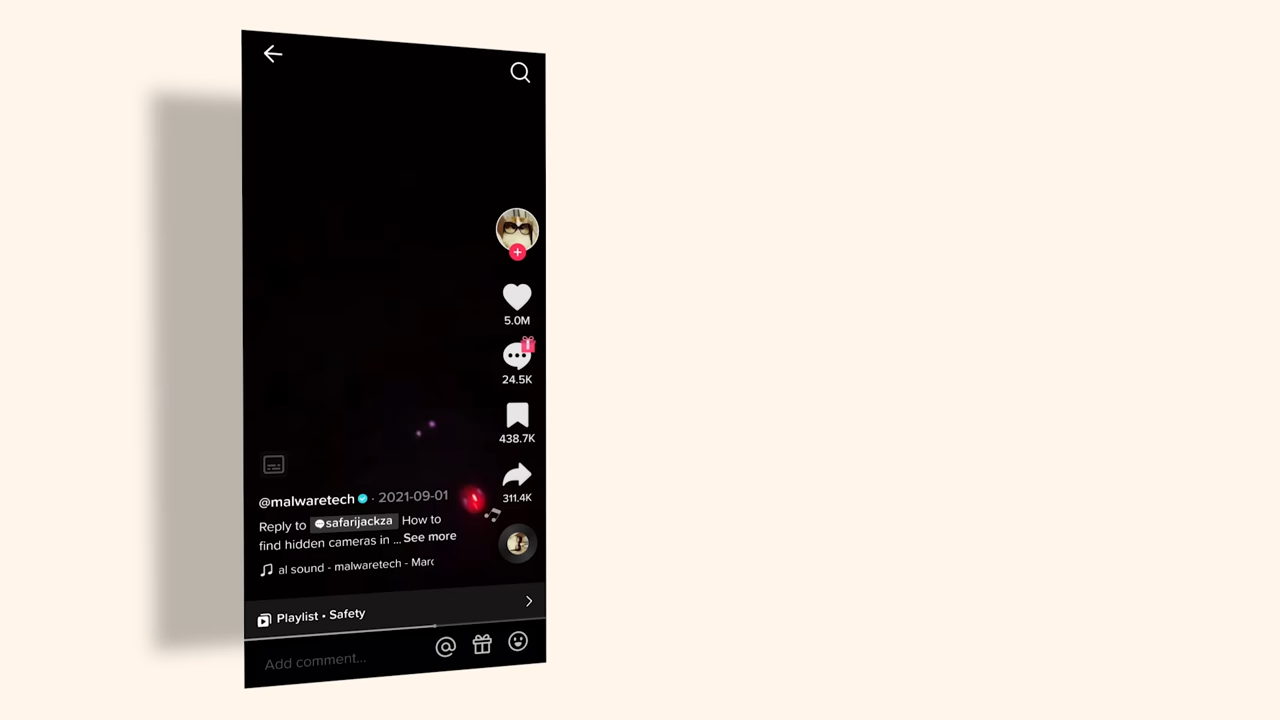 5.0M
24.5K
438.7K
311.4K
@malwaretech · 2021-09-01
Reply to safarijackza How to
find hidden cameras in ... See more
al sound - malwaretech - Marc
Playlist • Safety
Add comment...